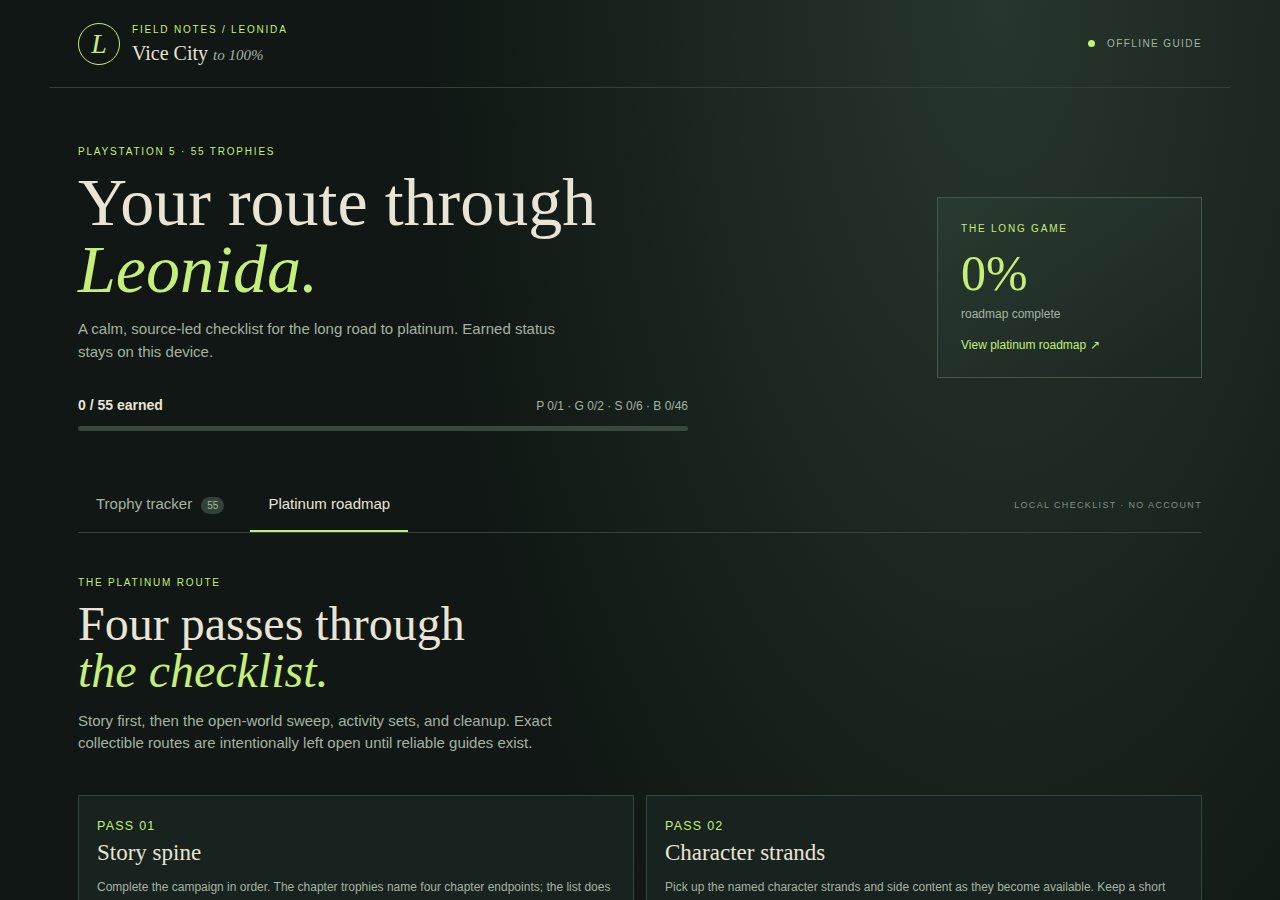 L
FIELD NOTES / LEONIDA
Vice City to 100%
OFFLINE GUIDE
PLAYSTATION 5 · 55 TROPHIES
Your route through
Leonida.
A calm, source-led checklist for the long road to platinum. Earned status
stays on this device.
0 / 55 earned
P 0/1 · G 0/2 · S 0/6 · B 0/46
THE LONG GAME
0%
roadmap complete
View platinum roadmap ↗
Trophy tracker 55
Platinum roadmap
LOCAL CHECKLIST · NO ACCOUNT
THE PLATINUM ROUTE
Four passes through
the checklist.
Story first, then the open-world sweep, activity sets, and cleanup. Exact
collectible routes are intentionally left open until reliable guides exist.
PASS 01
Story spine
Complete the campaign in order. The chapter trophies name four chapter endpoints; the list does
PASS 02
Character strands
Pick up the named character strands and side content as they become available. Keep a short